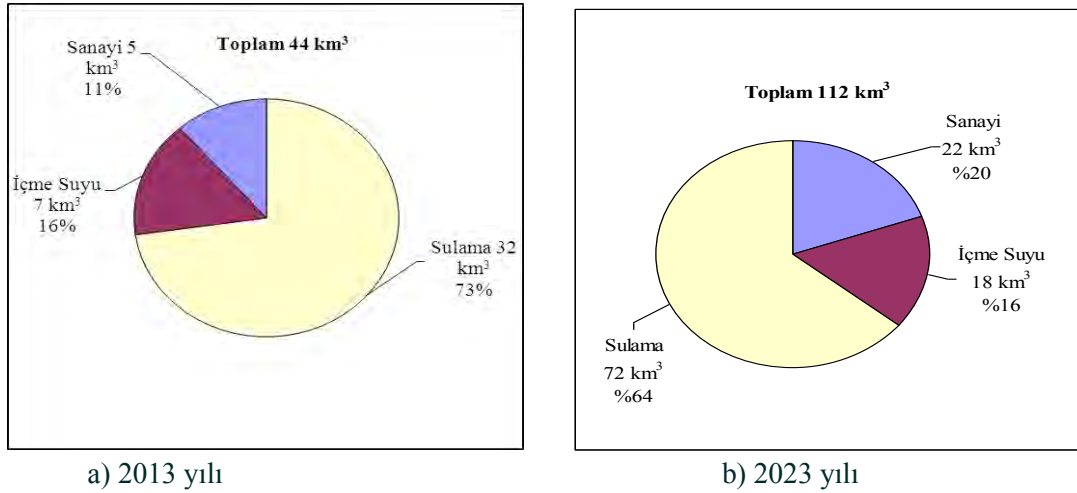 Toplam 44 km³
Sanayi 5
km³
11%
İçme Suyu
7 km³
16%
Sulama 32
km³
73%
a) 2013 yılı
Toplam 112 km³
Sanayi
22 km³
%20
İçme Suyu
18 km³
%16
Sulama
72 km³
%64
b) 2023 yılı